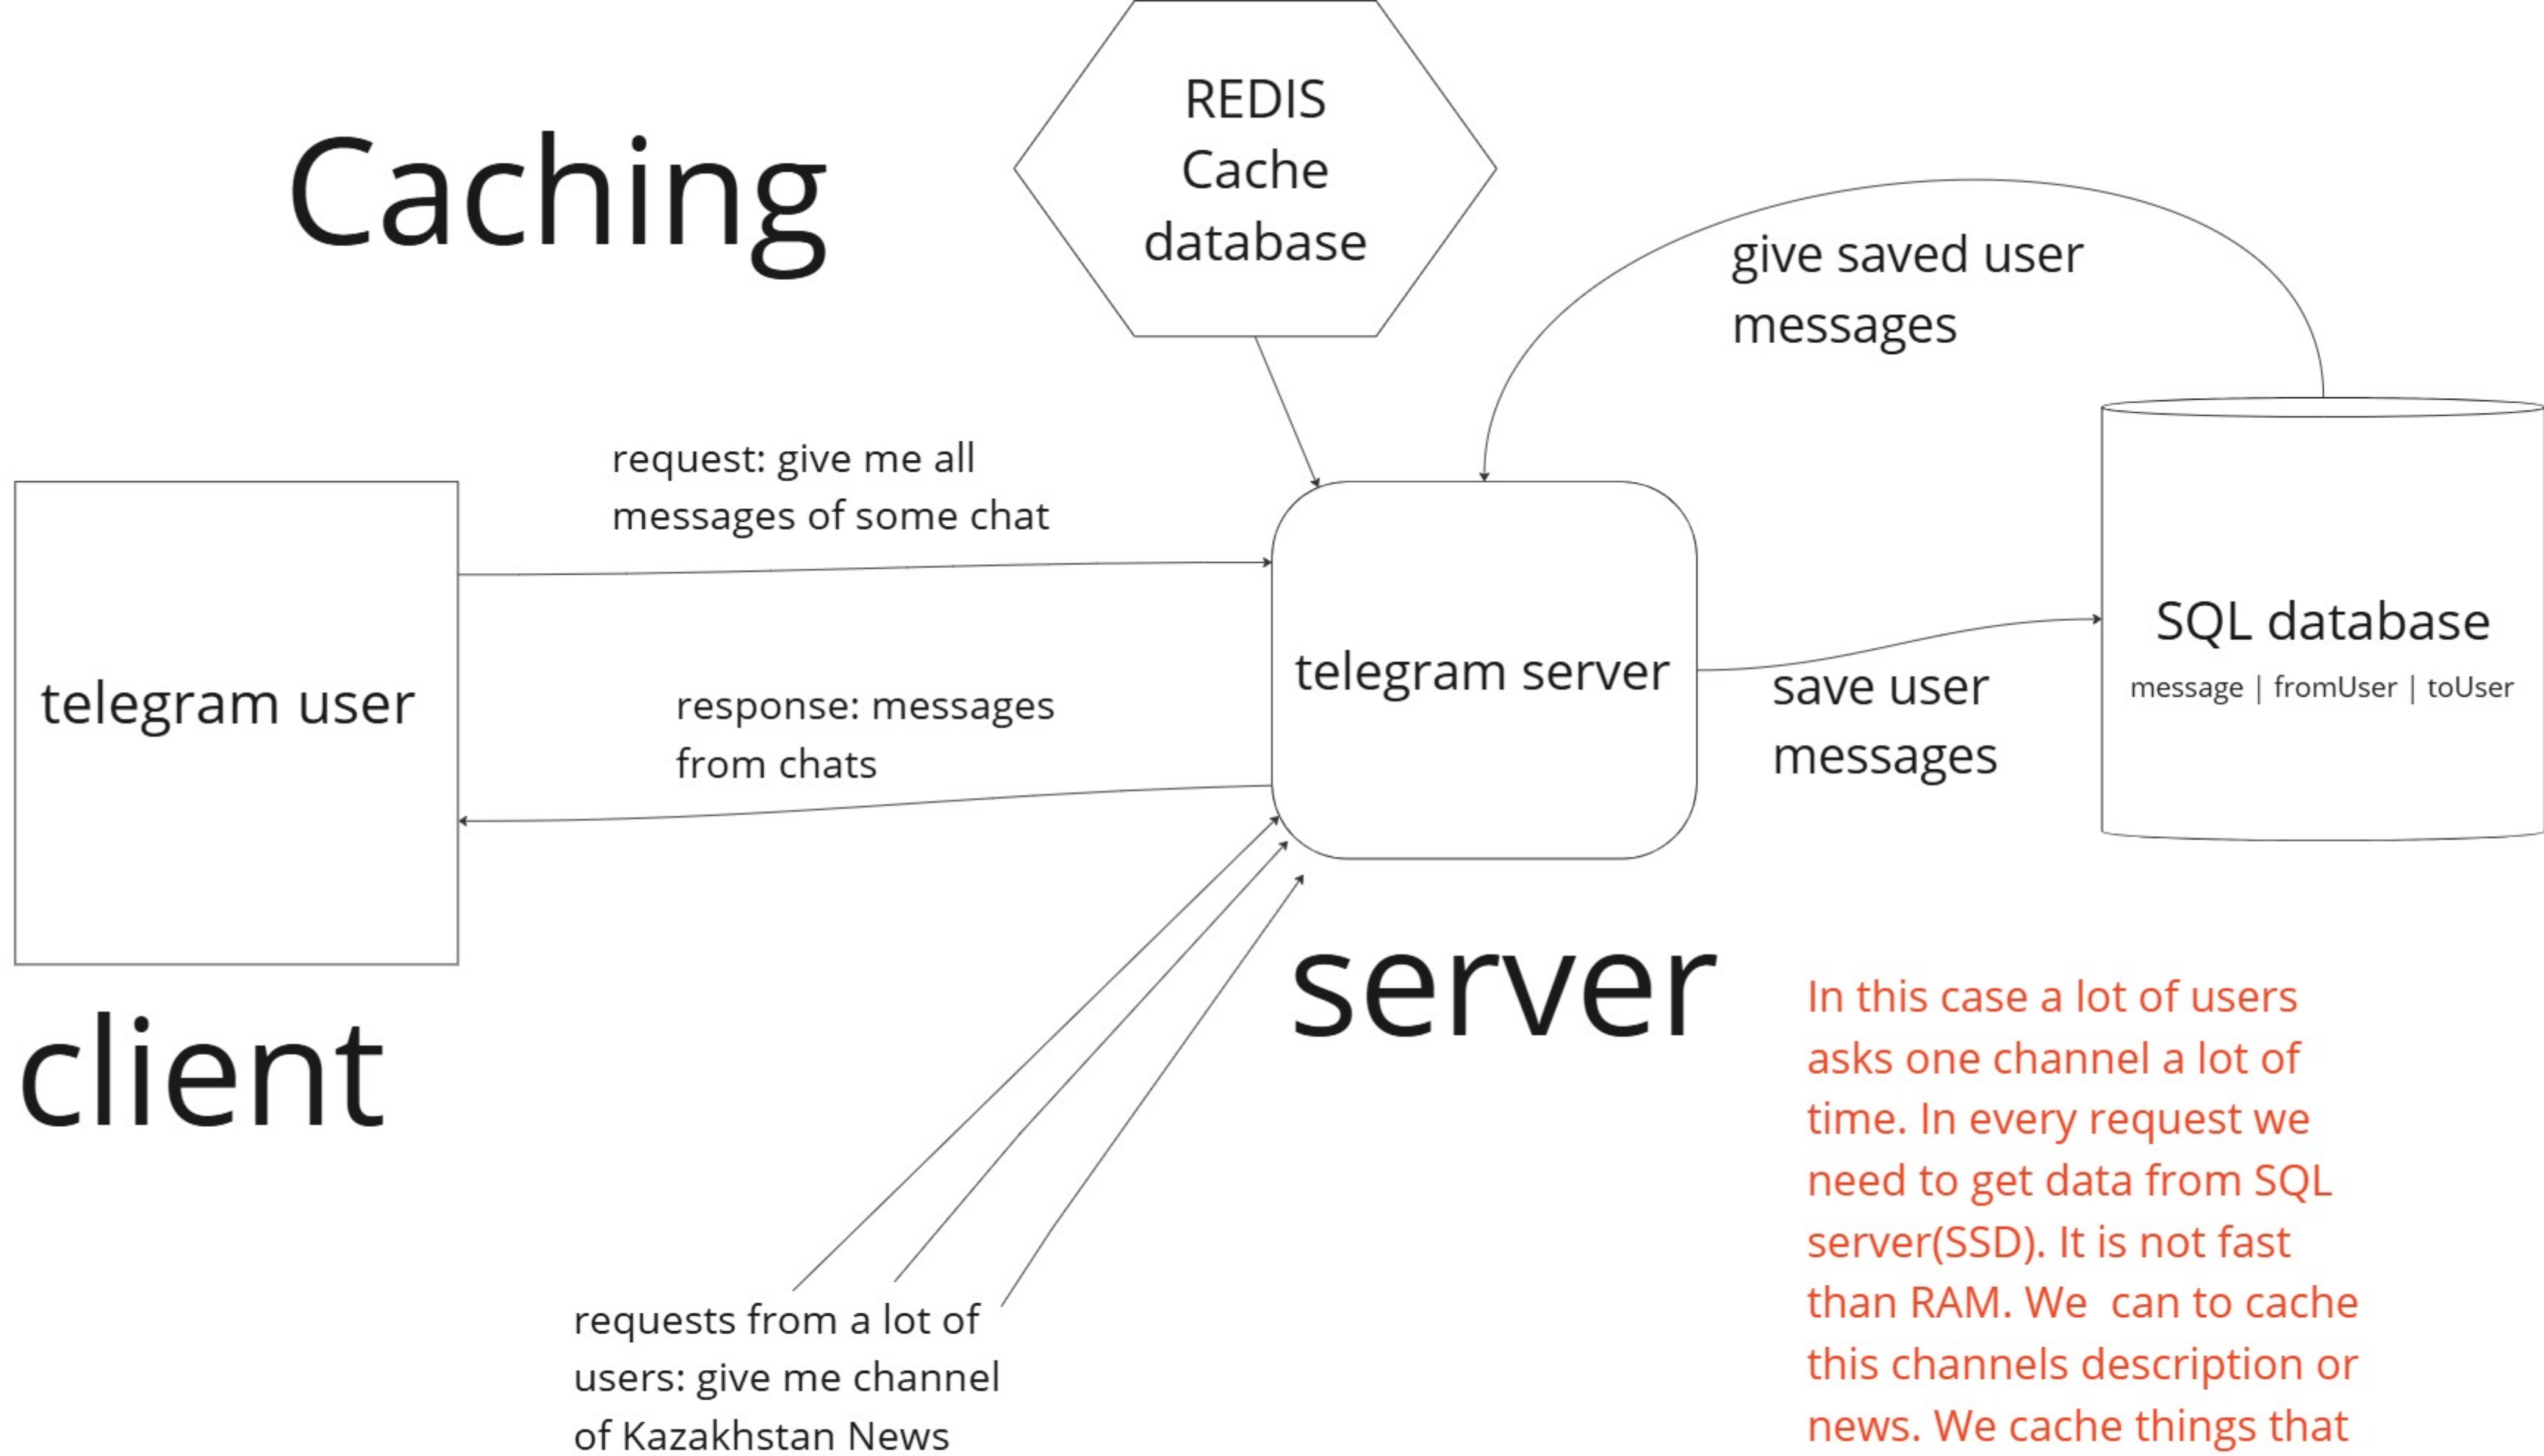 REDIS
Cache
database
Caching
give saved user
messages
request: give me all
messages of some chat
telegram user
telegram server
SQL database
message | fromUser | toUser
response: messages
from chats
save user
messages
client
server
In this case a lot of users
asks one channel a lot of
time. In every request we
need to get data from SQL
server(SSD). It is not fast
than RAM. We  can to cache
this channels description or
news. We cache things that
requests from a lot of
users: give me channel
of Kazakhstan News